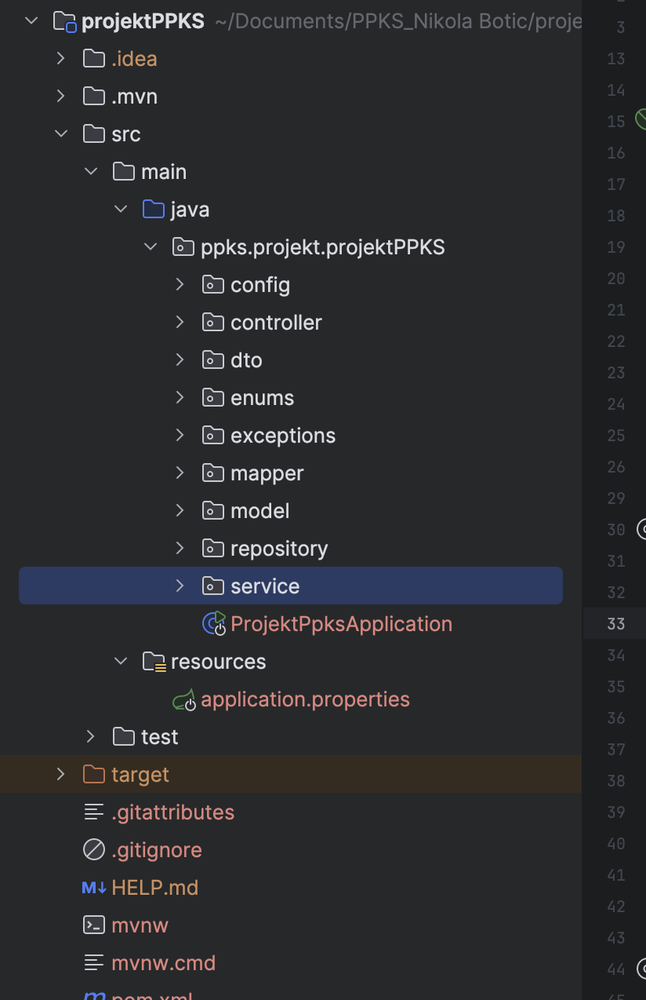 projektPPKS ~/Documents/PPKS_Nikola Botic/proje
.idea
.mvn
src
main
java
ppks.projekt.projektPPKS
config
controller
dto
enums
exceptions
mapper
model
repository
service
ProjektPpksApplication
resources
application.properties
test
target
.gitattributes
.gitignore
M↓ HELP.md
mvnw
mvnw.cmd
m pom.xml
3
13
14
15
16
17
18
19
20
21
22
23
24
25
26
29
30
31
32
33
34
35
36
37
38
39
40
41
42
43
44
45